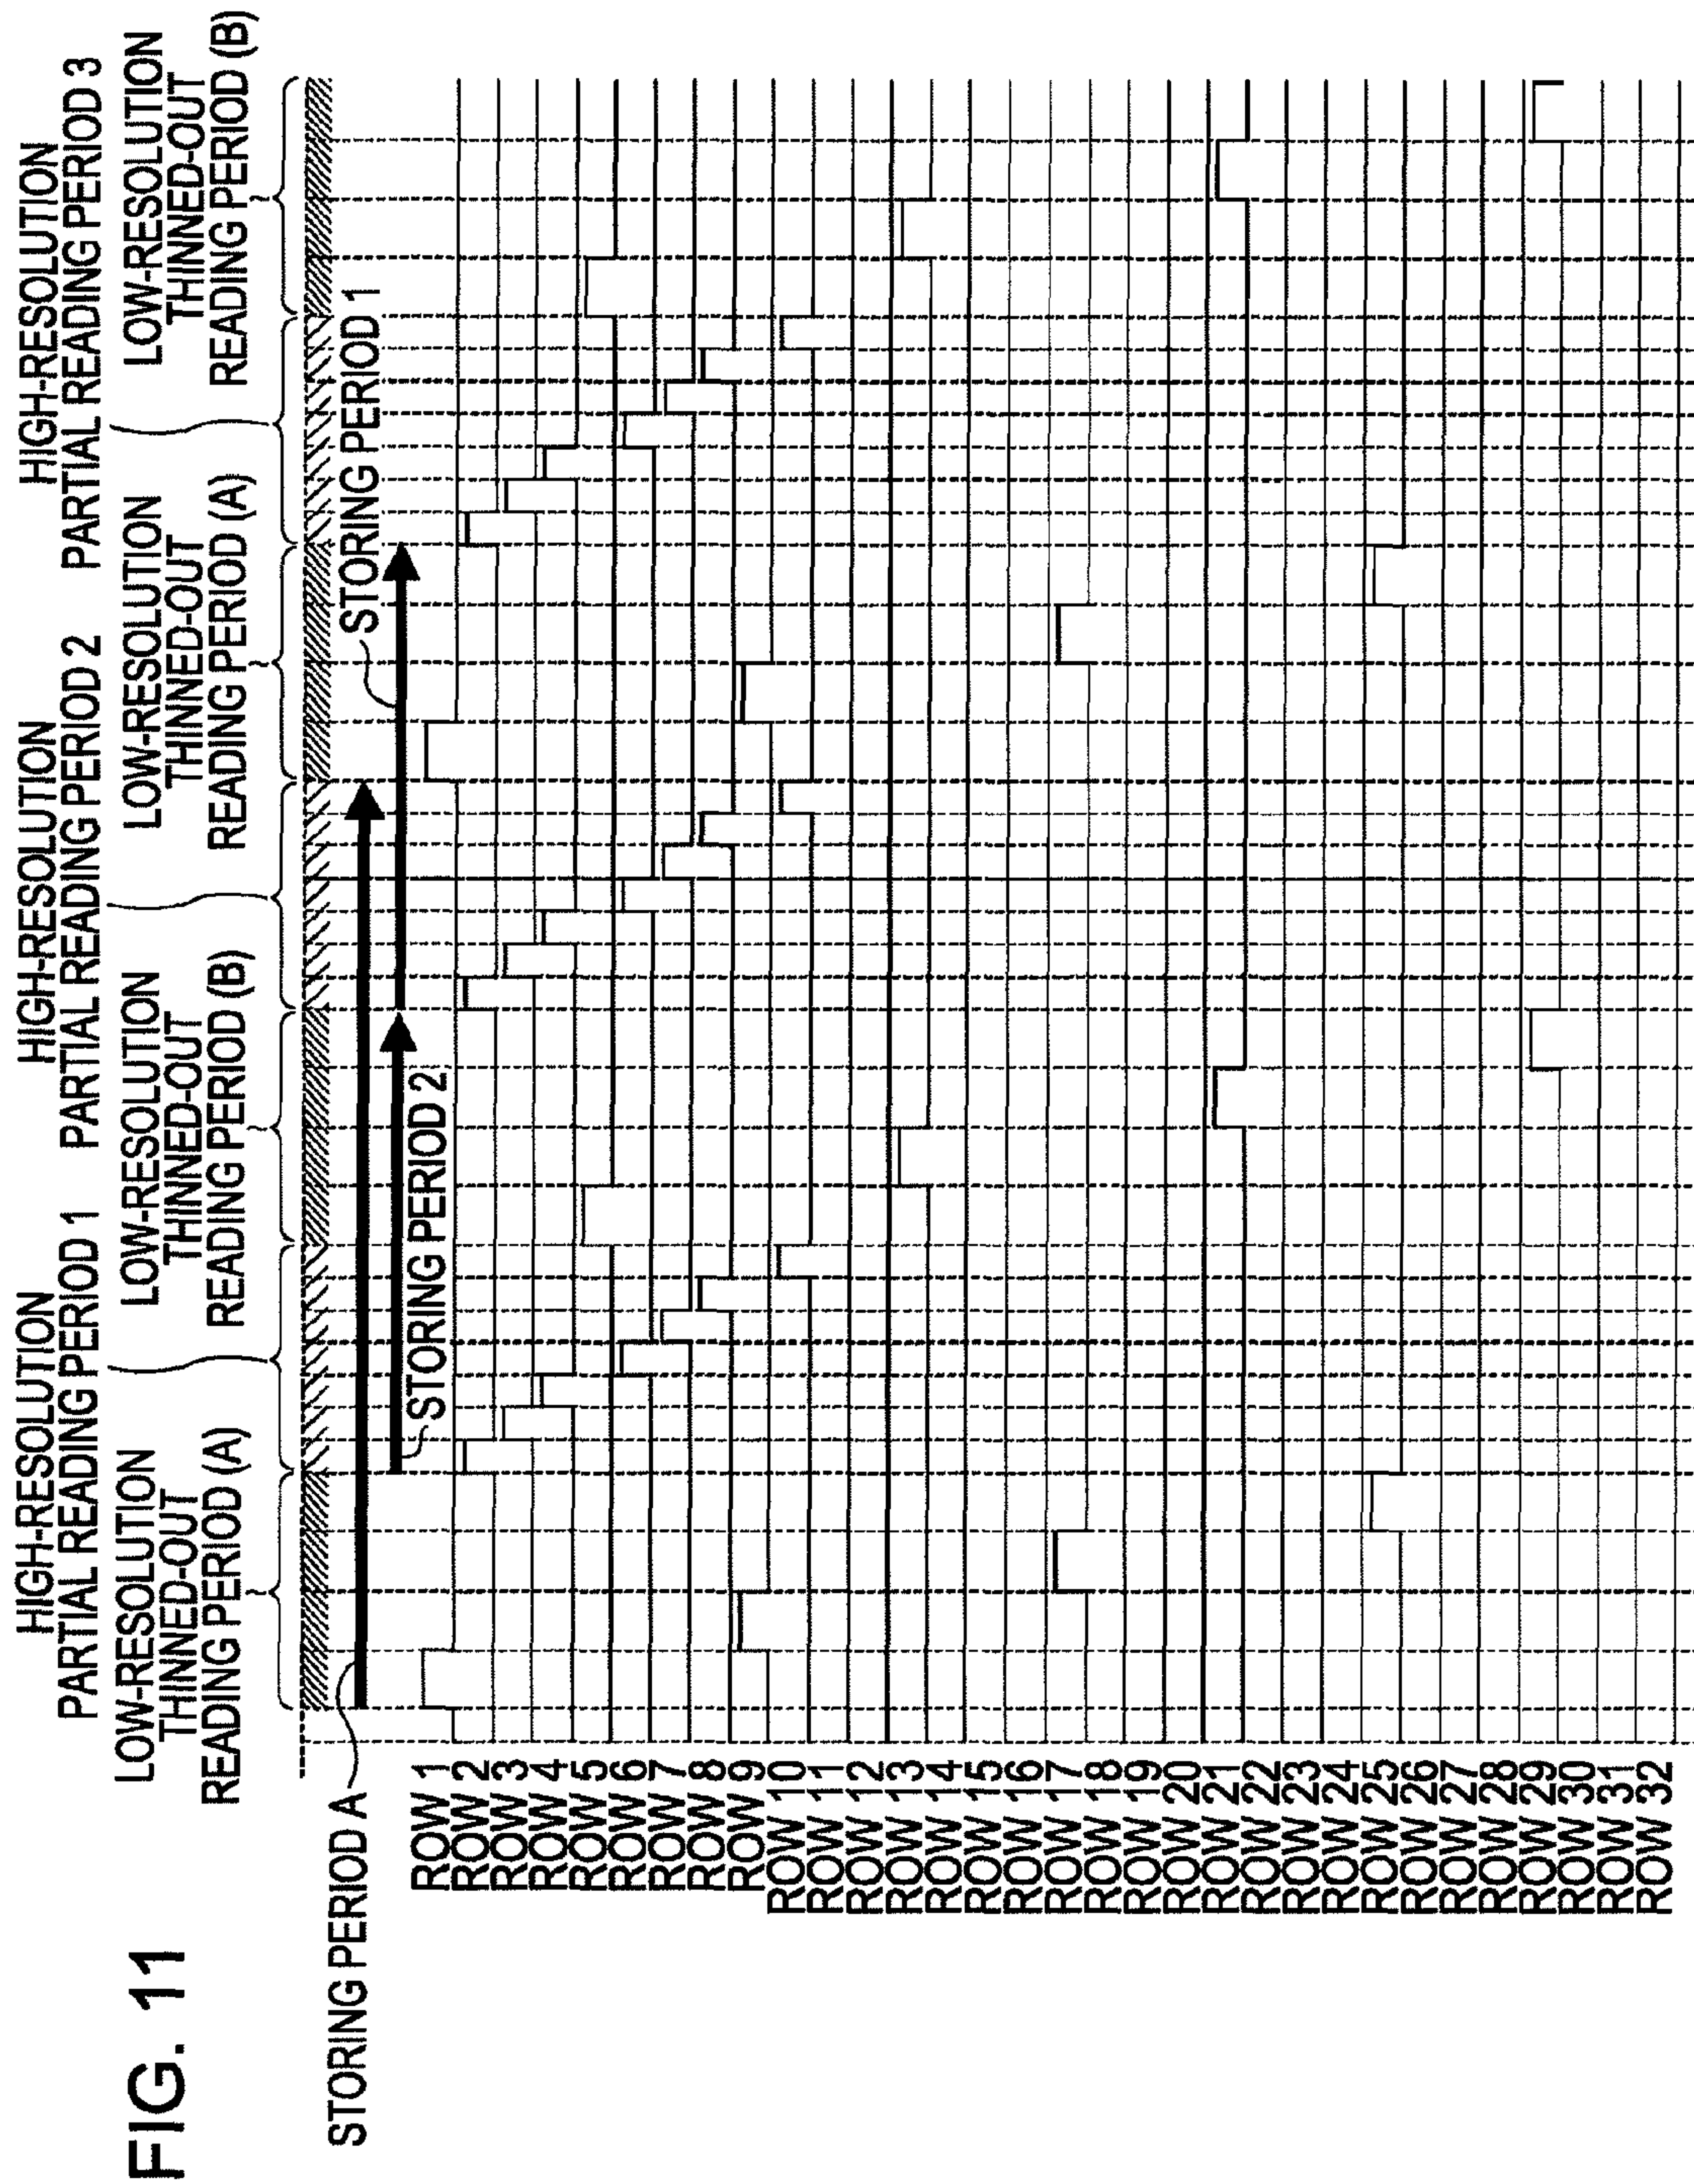 FIG. 11
HIGH-RESOLUTION
PARTIAL READING PERIOD 1
HIGH-RESOLUTION
PARTIAL READING PERIOD 2
HIGH-RESOLUTION
PARTIAL READING PERIOD 3
LOW-RESOLUTION
THINNED-OUT
READING PERIOD (A)
LOW-RESOLUTION
THINNED-OUT
READING PERIOD (B)
LOW-RESOLUTION
THINNED-OUT
READING PERIOD (A)
LOW-RESOLUTION
THINNED-OUT
READING PERIOD (B)
STORING PERIOD A
STORING PERIOD 1
STORING PERIOD 2
ROW 1
ROW 2
ROW 3
ROW 4
ROW 5
ROW 6
ROW 7
ROW 8
ROW 9
ROW 10
ROW 11
ROW 12
ROW 13
ROW 14
ROW 15
ROW 16
ROW 17
ROW 18
ROW 19
ROW 20
ROW 21
ROW 22
ROW 23
ROW 24
ROW 25
ROW 26
ROW 27
ROW 28
ROW 29
ROW 30
ROW 31
ROW 32